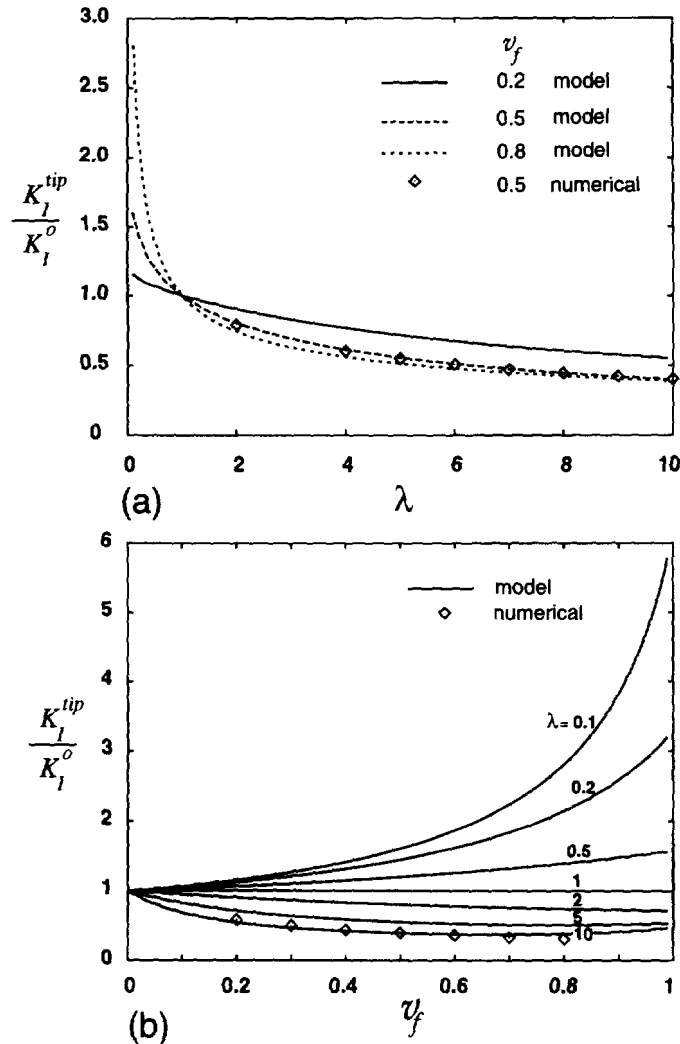 3.0
2.5
2.0
1.5
1.0
0.5
0
v_f
0.2 model
0.5 model
0.8 model
0.5 numerical
K_I^{tip}
K_I^o
0 2 4 6 8 10
(a) λ
6
5
4
3
2
1
0
model
numerical
λ = 0.1
0.2
0.5
1
2
5
10
K_I^{tip}
K_I^o
0 0.2 0.4 0.6 0.8 1
(b) v_f